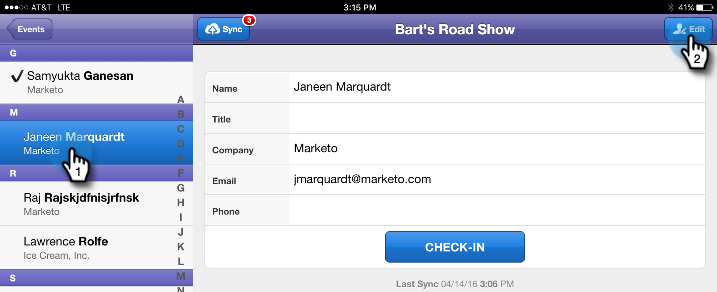 AT&T LTE 3:15 PM 41%
Events
Sync 3
Bart's Road Show
Edit
2
G
Samyukta Ganesan
Marketo
M
Janeen Marquardt
Marketo
1
R
Raj Rajskjdfnisjrfnsk
Marketo
Lawrence Rolfe
Ice Cream, Inc.
S
A
B
C
D
E
F
G
H
I
J
K
L
M
N
Name Janeen Marquardt
Title
Company Marketo
Email jmarquardt@marketo.com
Phone
CHECK-IN
Last Sync 04/14/16 3:06 PM